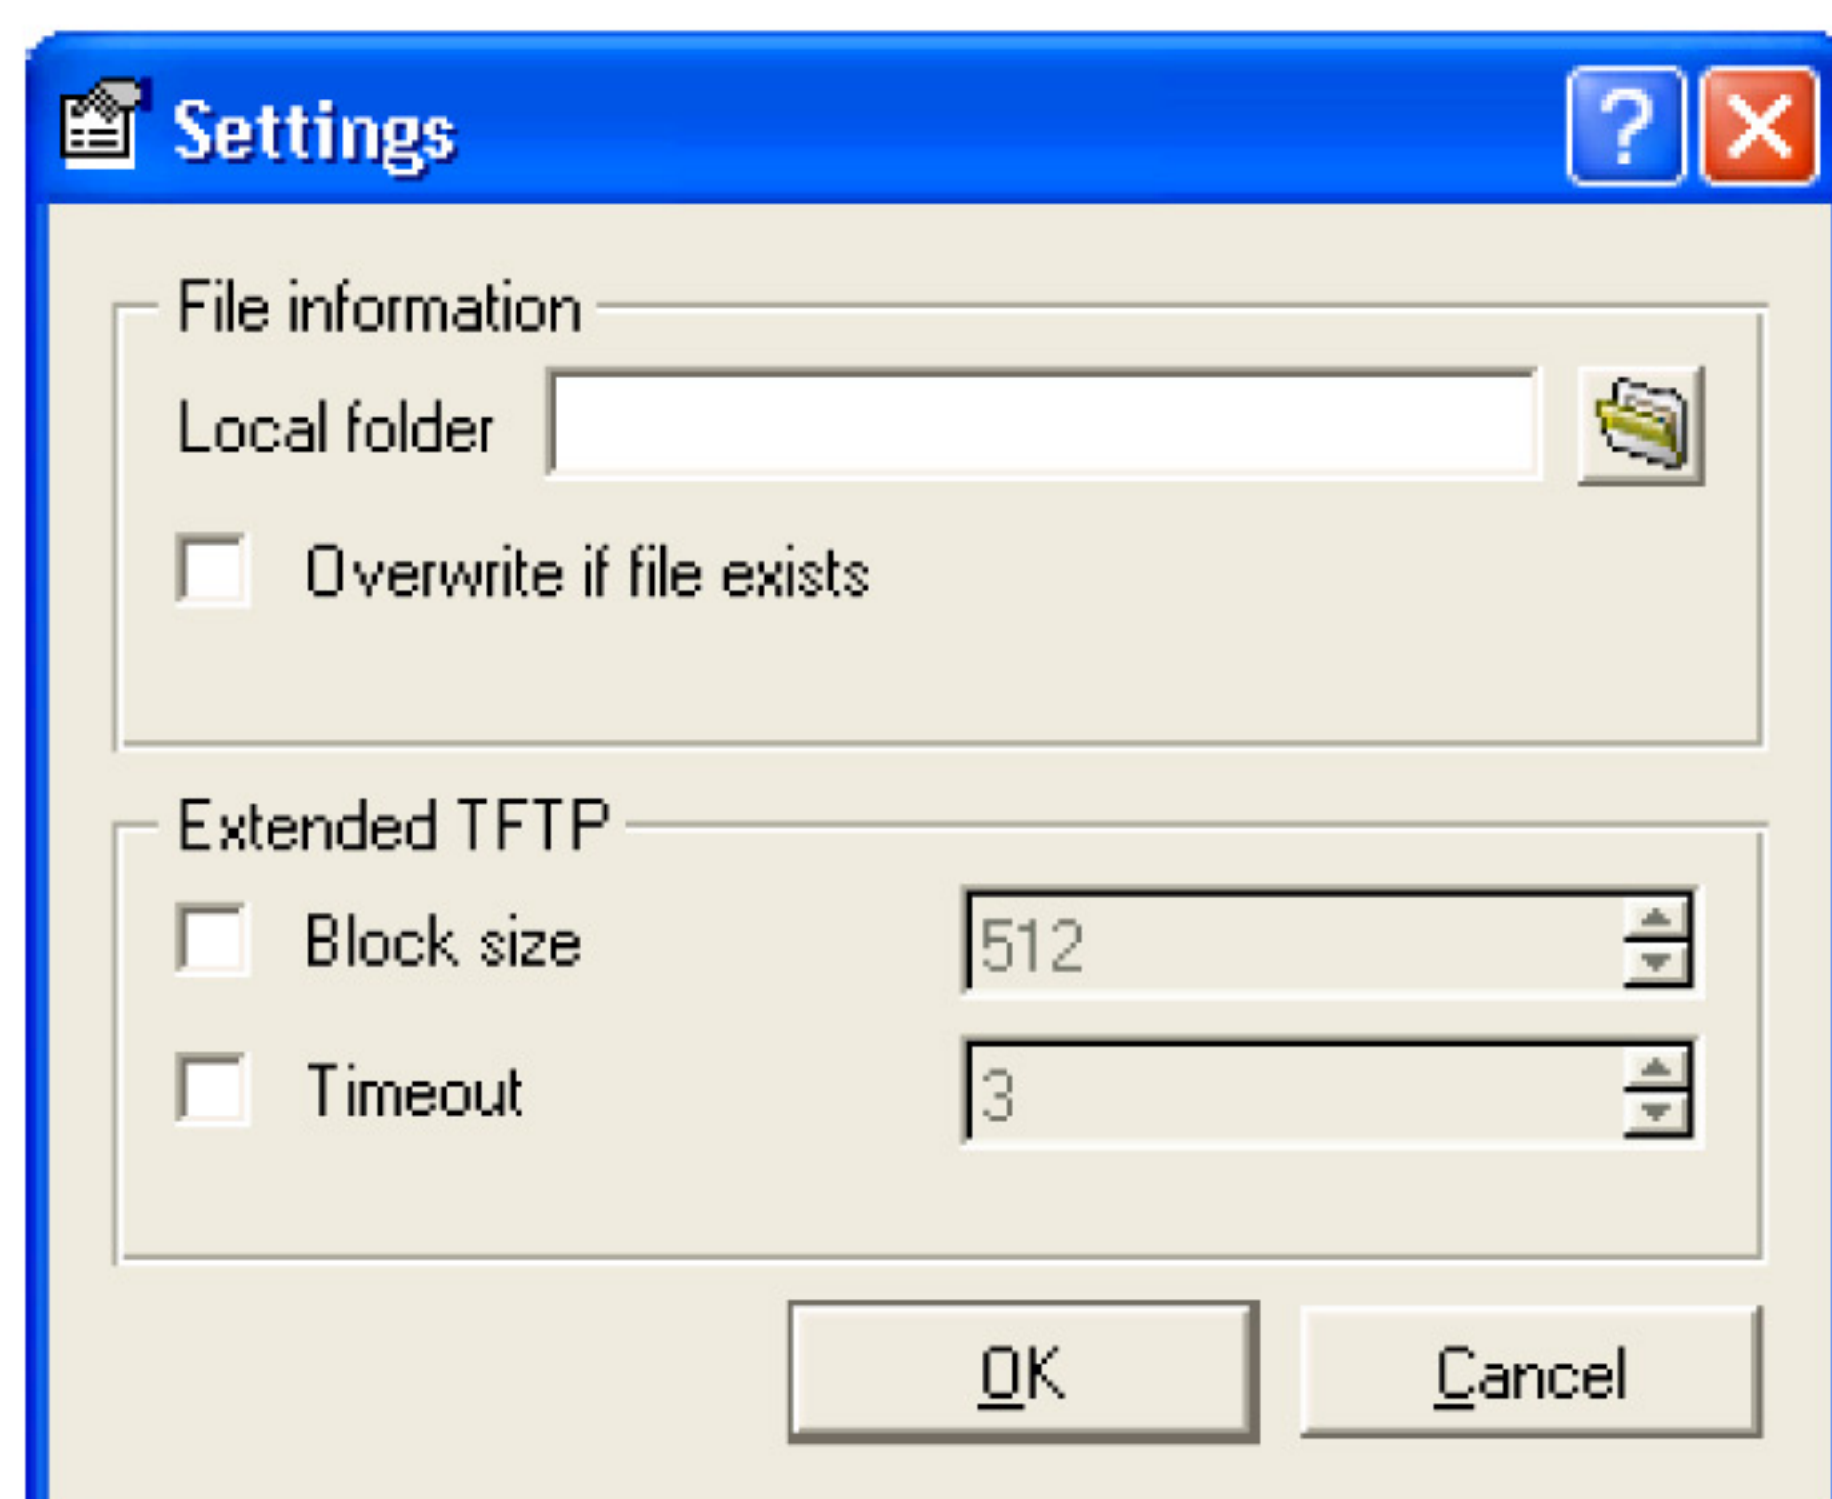 Settings
File information
Local folder
Overwrite if file exists
Extended TFTP
Block size 512
Timeout 3
OK Cancel